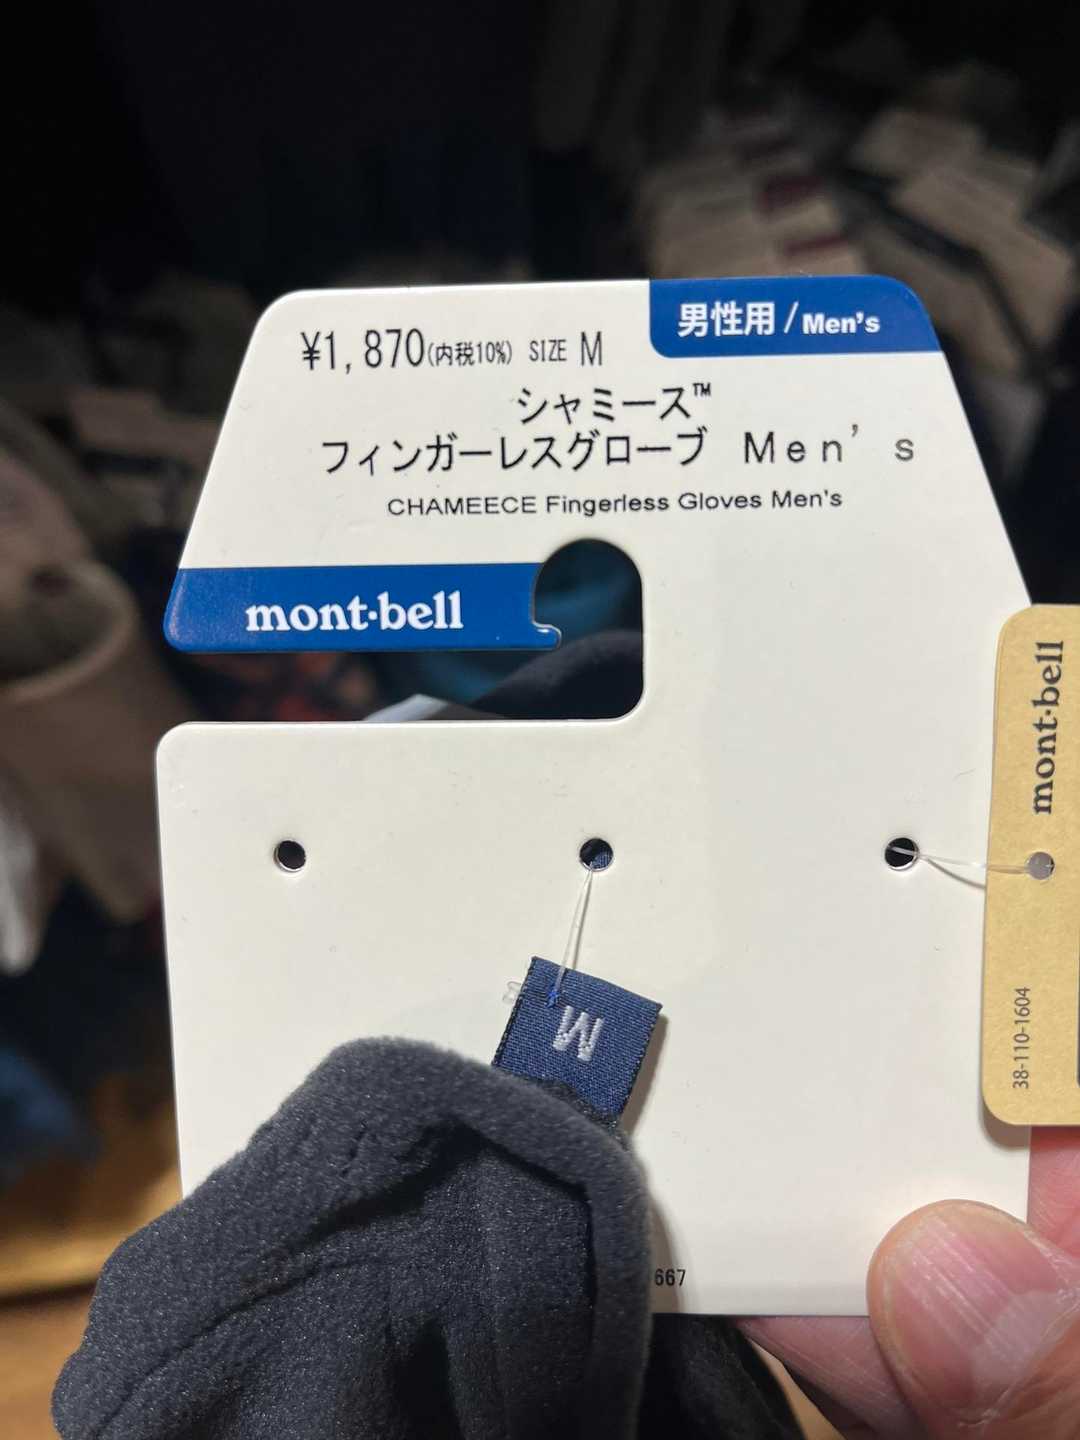 男性用/Men's
¥1,870(内税10%) SIZE M
シャミース™
フィンガーレスグローブ Men's
CHAMEECE Fingerless Gloves Men's
mont·bell
mont·bell
38-110-1604
M
667